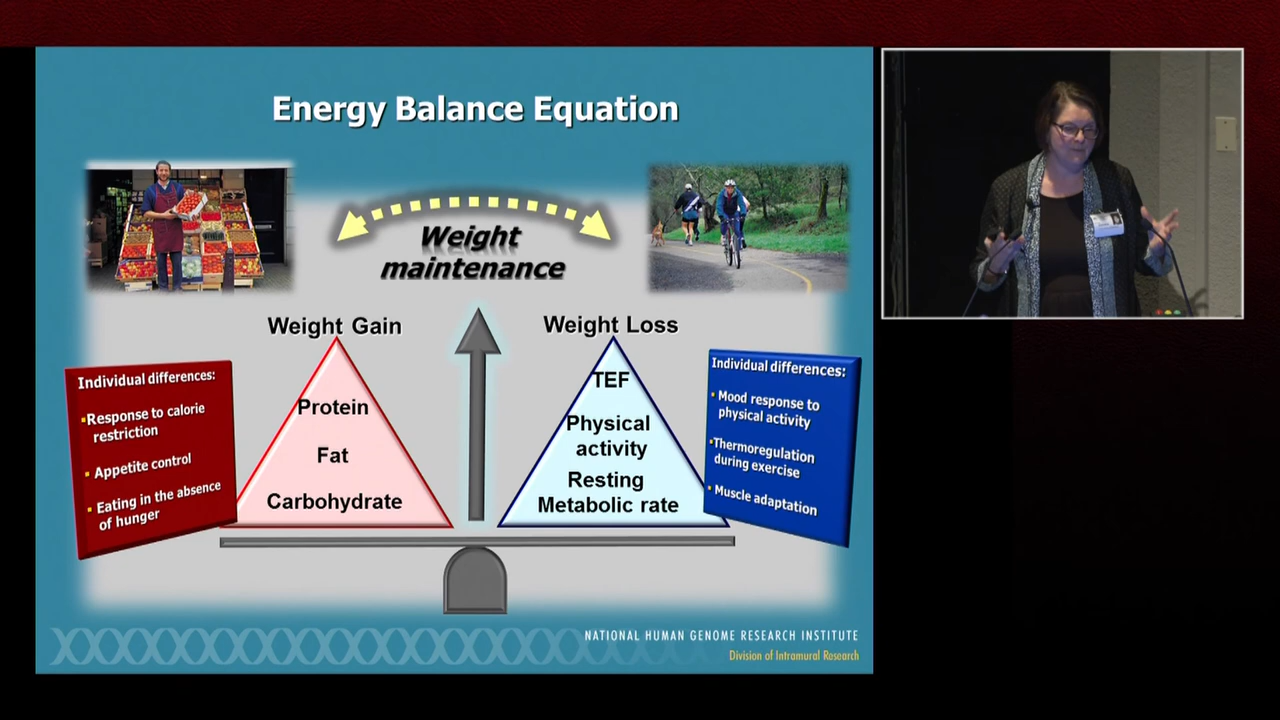 Energy Balance Equation
Weight
maintenance
Weight Gain
Weight Loss
Individual differences:
▪Response to calorie
restriction
▪ Appetite control
▪ Eating in the absence
of hunger
Protein
Fat
Carbohydrate
TEF
Physical
activity
Resting
Metabolic rate
Individual differences:
▪ Mood response to
physical activity
▪Thermoregulation
during exercise
▪ Muscle adaptation
NATIONAL HUMAN GENOME RESEARCH INSTITUTE
Division of Intramural Research